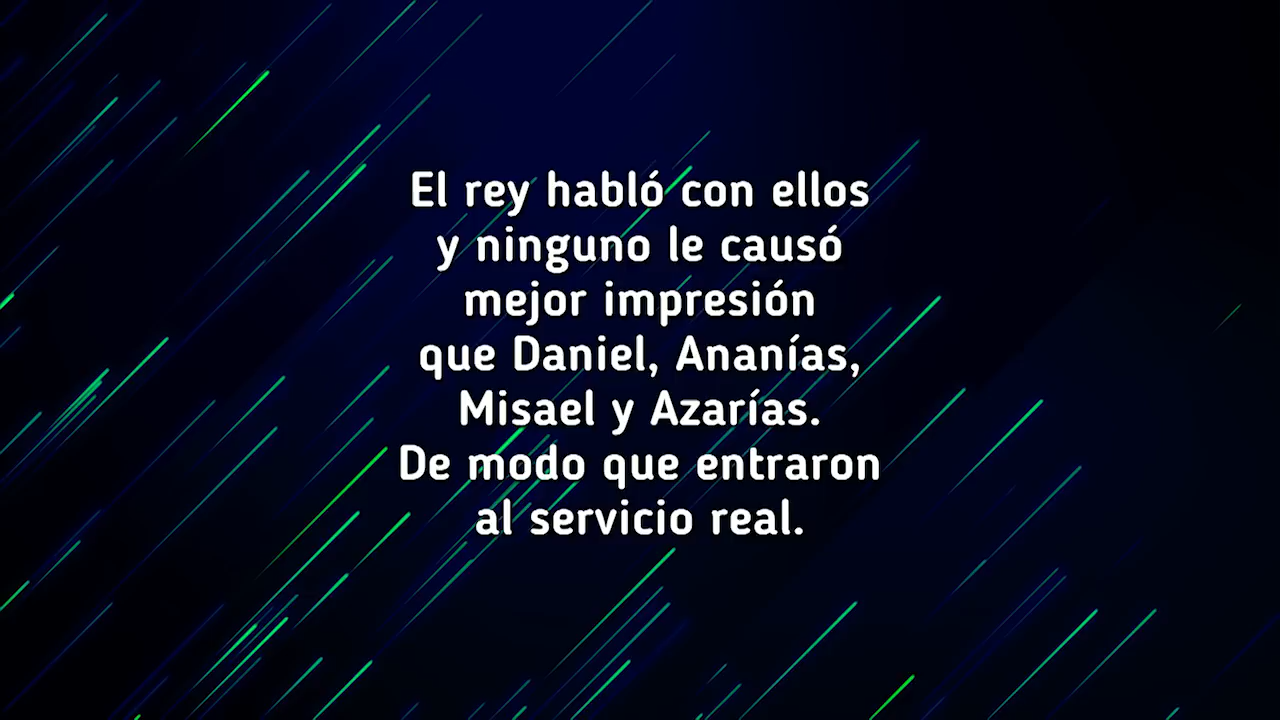 El rey habló con ellos
y ninguno le causó
mejor impresión
que Daniel, Ananías,
Misael y Azarías.
De modo que entraron
al servicio real.